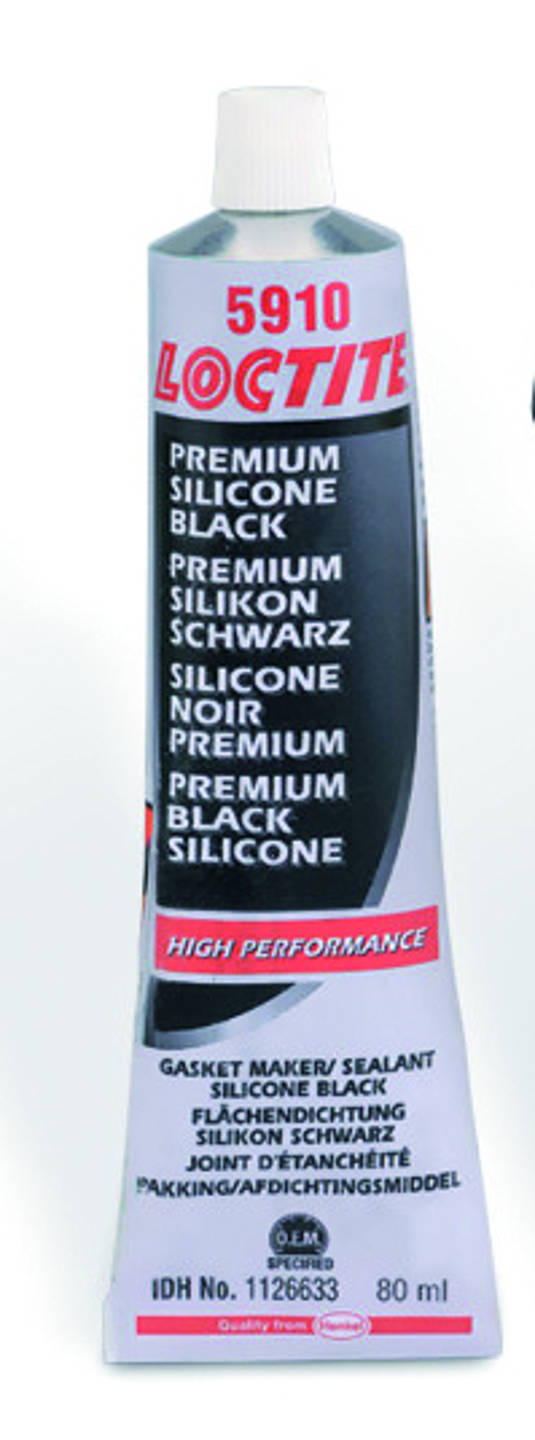 5910
LOCTITE
PREMIUM
SILICONE
BLACK
PREMIUM
SILIKON
SCHWARZ
SILICONE
NOIR
PREMIUM
PREMIUM
BLACK
SILICONE
HIGH PERFORMANCE
GASKET MAKER/ SEALANT
SILICONE BLACK
FLÄCHENDICHTUNG
SILIKON SCHWARZ
JOINT D'ÉTANCHÉITÉ
PAKKING/AFDICHTINGSMIDDEL
O.E.M.
SPECIFIED
IDH No. 1126633 80 ml
Quality from Henkel